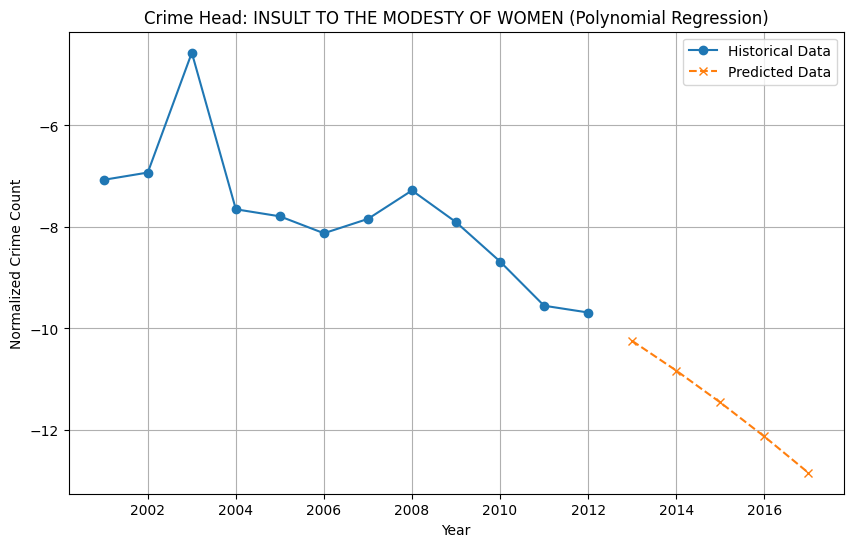 Crime Head: INSULT TO THE MODESTY OF WOMEN (Polynomial Regression)
Historical Data
Predicted Data
Normalized Crime Count
−6
−8
−10
−12
2002 2004 2006 2008 2010 2012 2014 2016
Year